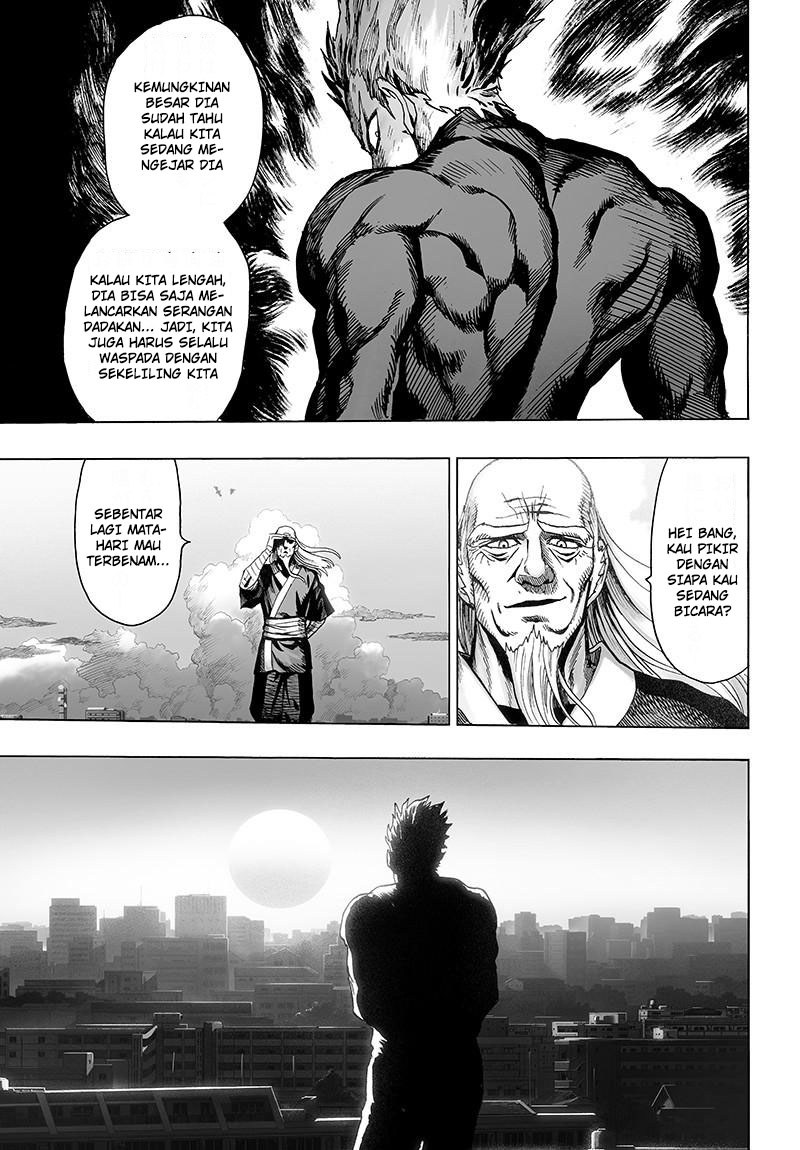 KEMUNGKINAN
BESAR DIA
SUDAH TAHU
KALAU KITA
SEDANG ME-
NGEJAR DIA
KALAU KITA LENGAH,
DIA BISA SAJA ME-
LANCARKAN SERANGAN
DADAKAN... JADI, KITA
JUGA HARUS SELALU
WASPADA DENGAN
SEKELILING KITA
HEI BANG,
KAU PIKIR
DENGAN
SIAPA KAU
SEDANG
BICARA?
SEBENTAR
LAGI MATA-
HARI MAU
TERBENAM...